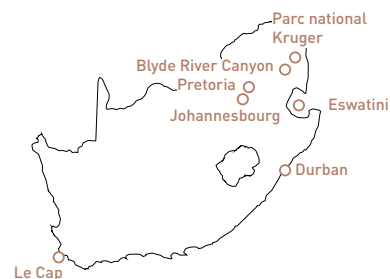 Parc national
Kruger
Blyde River Canyon
Pretoria
Johannesbourg
Eswatini
Durban
Le Cap